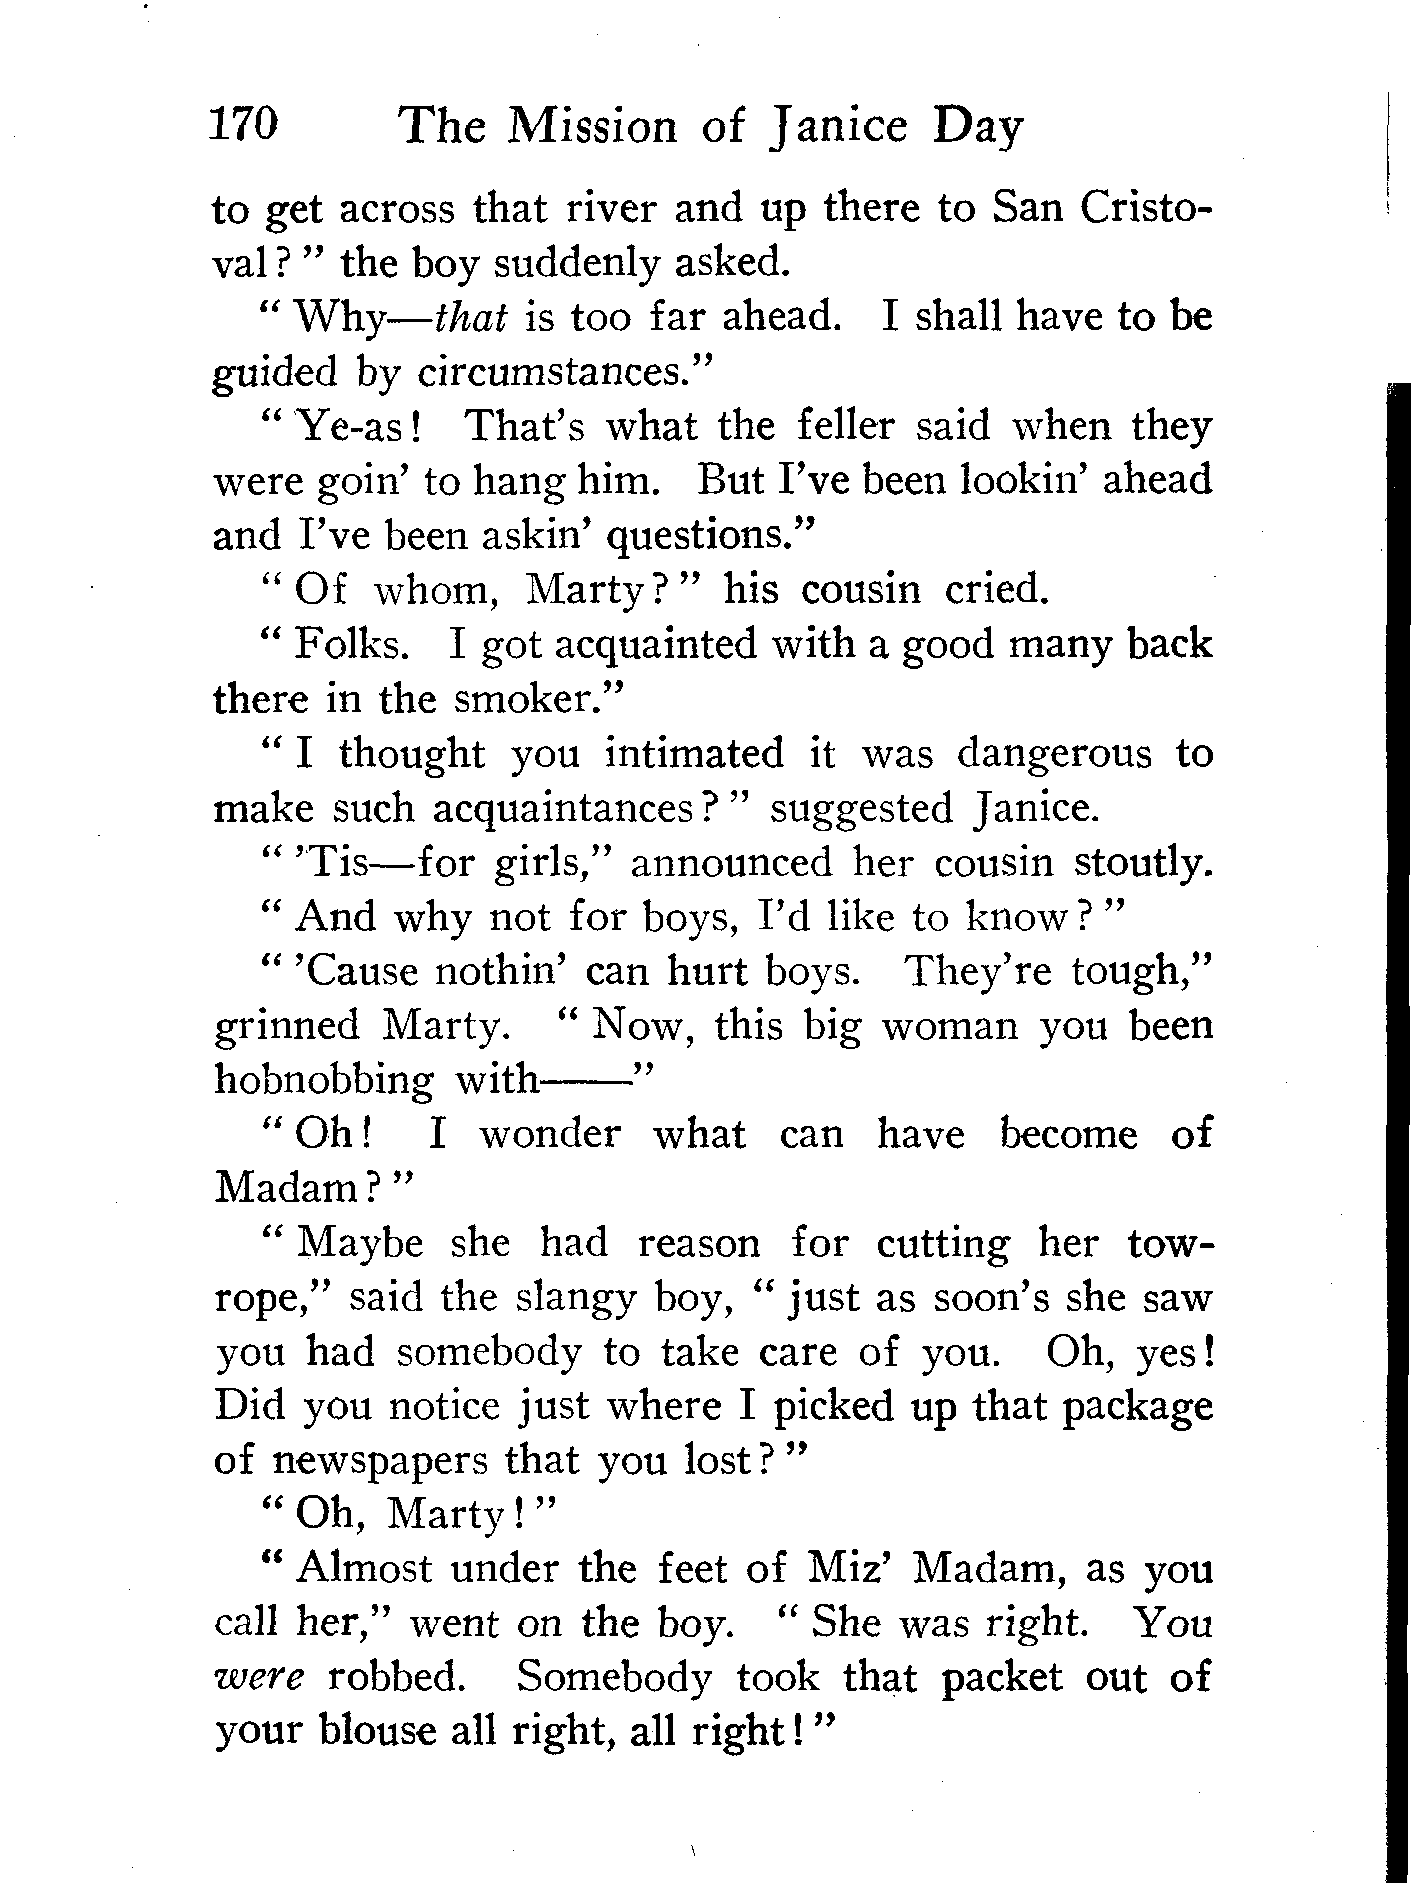 170 The Mission of Janice Day
to get across that river and up there to San Cristo-
val?" the boy suddenly asked.
"Why—that is too far ahead. I shall have to be
guided by circumstances."
"Ye-as! That's what the feller said when they
were goin' to hang him. But I've been lookin' ahead
and I've been askin' questions."
"Of whom, Marty?" his cousin cried.
"Folks. I got acquainted with a good many back
there in the smoker."
"I thought you intimated it was dangerous to
make such acquaintances?" suggested Janice.
"'Tis—for girls," announced her cousin stoutly.
"And why not for boys, I'd like to know?"
"'Cause nothin' can hurt boys. They're tough,"
grinned Marty. "Now, this big woman you been
hobnobbing with——"
"Oh! I wonder what can have become of
Madam?"
"Maybe she had reason for cutting her tow-
rope," said the slangy boy, "just as soon's she saw
you had somebody to take care of you. Oh, yes!
Did you notice just where I picked up that package
of newspapers that you lost?"
"Oh, Marty!"
"Almost under the feet of Miz' Madam, as you
call her," went on the boy. "She was right. You
were robbed. Somebody took that packet out of
your blouse all right, all right!"